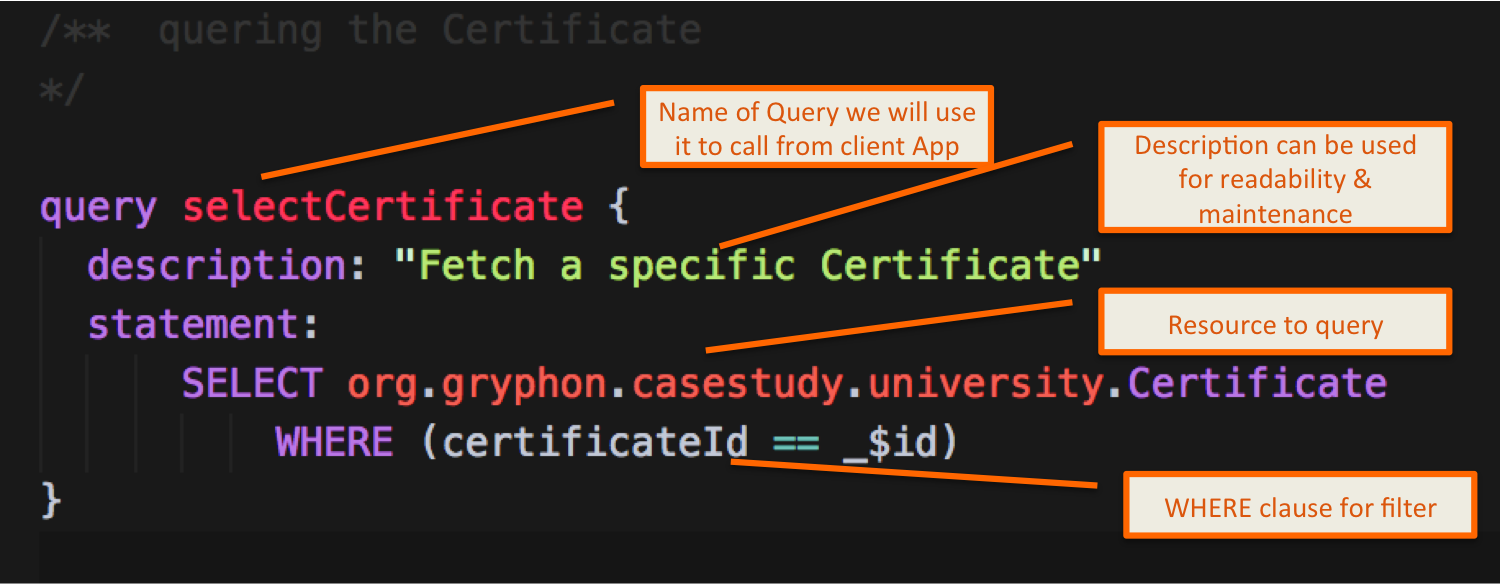 /**  quering the Certificate
*/
Name of Query we will use
it to call from client App
Description can be used
for readability &
maintenance
query selectCertificate {
description: "Fetch a specific Certificate"
statement:
Resource to query
SELECT org.gryphon.casestudy.university.Certificate
WHERE (certificateId == _$id)
}
WHERE clause for filter